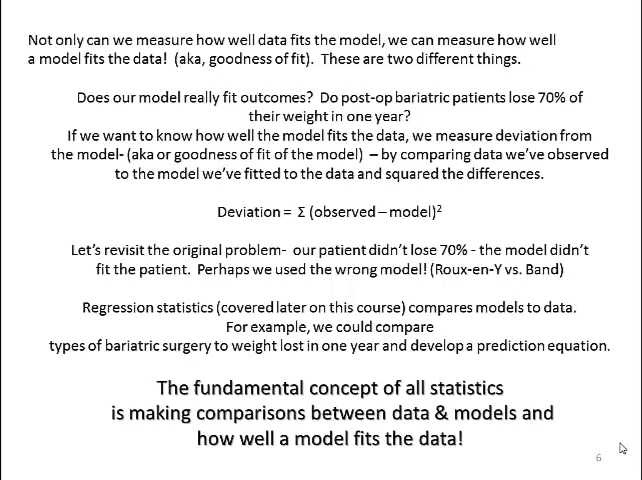 Not only can we measure how well data fits the model, we can measure how well
a model fits the data!  (aka, goodness of fit).  These are two different things.
Does our model really fit outcomes?  Do post-op bariatric patients lose 70% of
their weight in one year?
If we want to know how well the model fits the data, we measure deviation from
the model- (aka or goodness of fit of the model)  – by comparing data we've observed
to the model we've fitted to the data and squared the differences.
Deviation =  Σ (observed – model)²
Let's revisit the original problem-  our patient didn't lose 70% - the model didn't
fit the patient.  Perhaps we used the wrong model! (Roux-en-Y vs. Band)
Regression statistics (covered later on this course) compares models to data.
For example, we could compare
types of bariatric surgery to weight lost in one year and develop a prediction equation.
The fundamental concept of all statistics
is making comparisons between data & models and
how well a model fits the data!
6